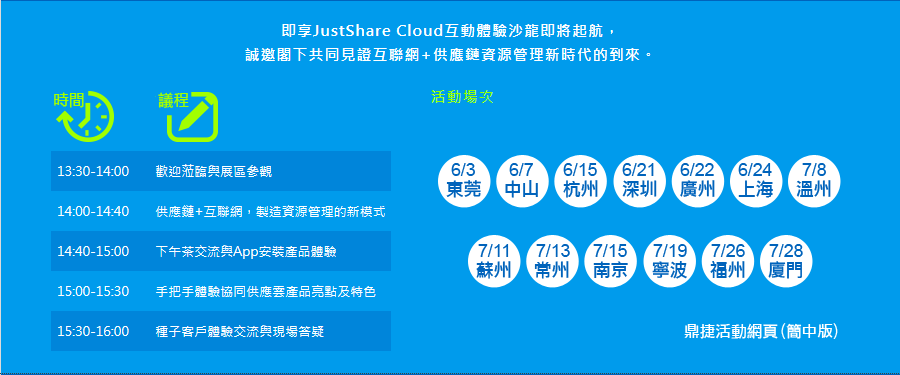 即享JustShare Cloud互動體驗沙龍即將起航，
誠邀閣下共同見證互聯網+供應鏈資源管理新時代的到來。
時間 議程
13:30-14:00 歡迎蒞臨與展區參觀
14:00-14:40 供應鏈+互聯網，製造資源管理的新模式
14:40-15:00 下午茶交流與App安裝產品體驗
15:00-15:30 手把手體驗協同供應雲產品亮點及特色
15:30-16:00 種子客戶體驗交流與現場答疑
活動場次
6/3 東莞
6/7 中山
6/15 杭州
6/21 深圳
6/22 廣州
6/24 上海
7/8 溫州
7/11 蘇州
7/13 常州
7/15 南京
7/19 寧波
7/26 福州
7/28 廈門
鼎捷活動網頁(簡中版)